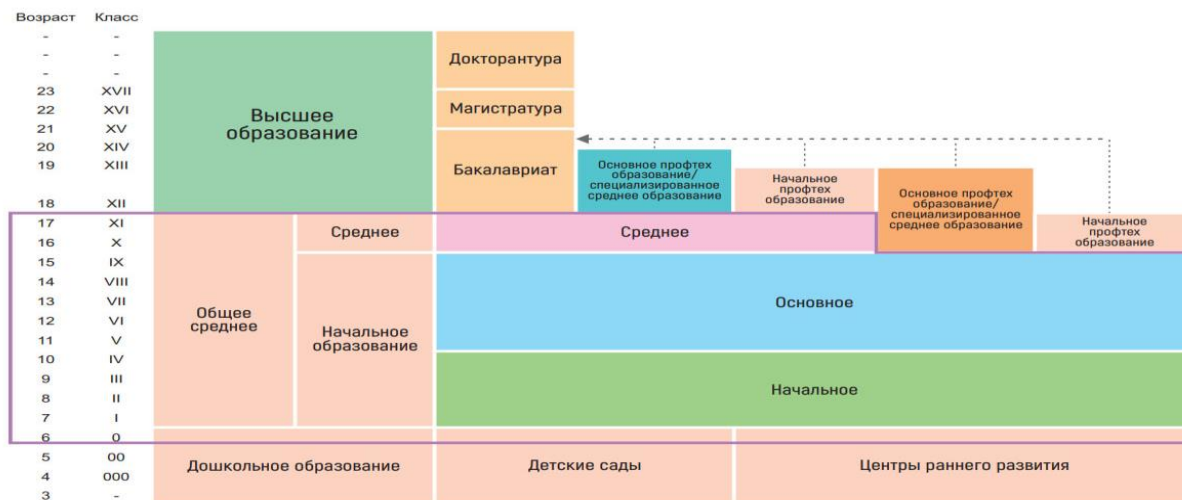 Возраст Класс
- -
- -
- -
23 XVII
22 XVI
21 XV
20 XIV
19 XIII
18 XII
17 XI
16 X
15 IX
14 VIII
13 VII
12 VI
11 V
10 IV
9 III
8 II
7 I
6 0
5 00
4 000
3 -
Высшее
образование
Докторантура
Магистратура
Бакалавриат
Основное профтех
образование/
специализированное
среднее образование
Начальное
профтех
образование
Основное профтех
образование/
специализированное
среднее образование
Начальное
профтех
образование
Общее
среднее
Среднее
Среднее
Начальное
образование
Основное
Начальное
Дошкольное образование
Детские сады
Центры раннего развития